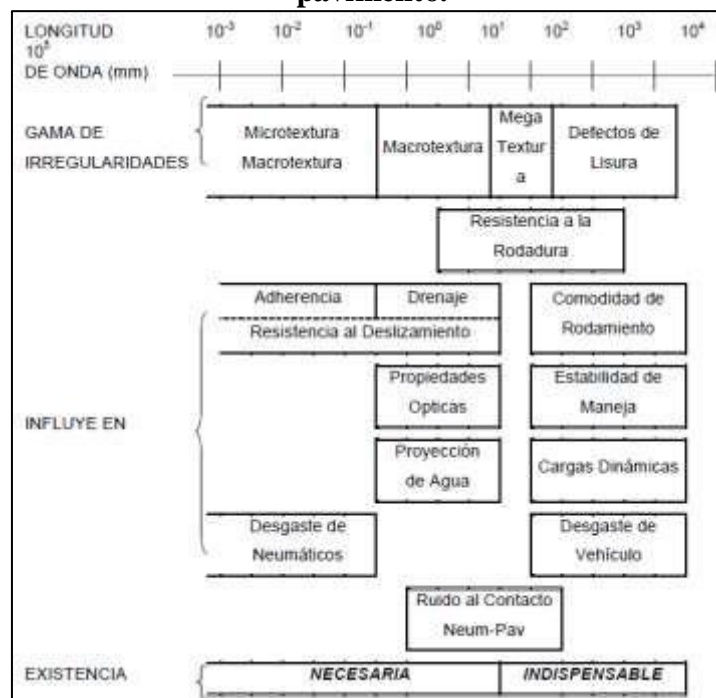 pavimento.
LONGITUD 10⁻³ 10⁻² 10⁻¹ 10⁰ 10¹ 10² 10³ 10⁴
10⁵
DE ONDA (mm)
GAMA DE
IRREGULARIDADES
Microtextura
Macrotextura
Macrotextura
Mega
Textur
a
Defectos de
Lisura
Resistencia a la
Rodadura
INFLUYE EN
Adherencia
Drenaje
Resistencia al Deslizamiento
Comodidad de
Rodamiento
Propiedades
Opticas
Estabilidad de
Maneja
Proyección
de Agua
Cargas Dinámicas
Desgaste de
Neumáticos
Desgaste de
Vehículo
Ruido al Contacto
Neum-Pav
EXISTENCIA NECESARIA INDISPENSABLE